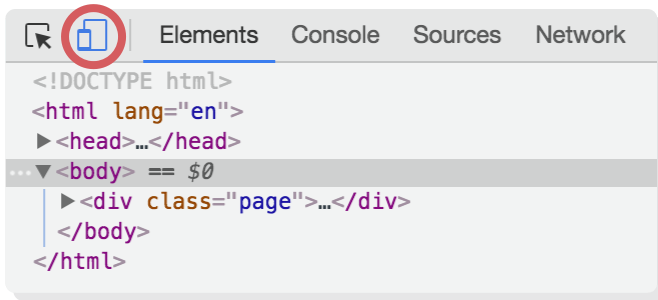 Elements Console Sources Network
<!DOCTYPE html>
<html lang="en">
▶<head>…</head>
…▼<body> == $0
▶<div class="page">…</div>
</body>
</html>